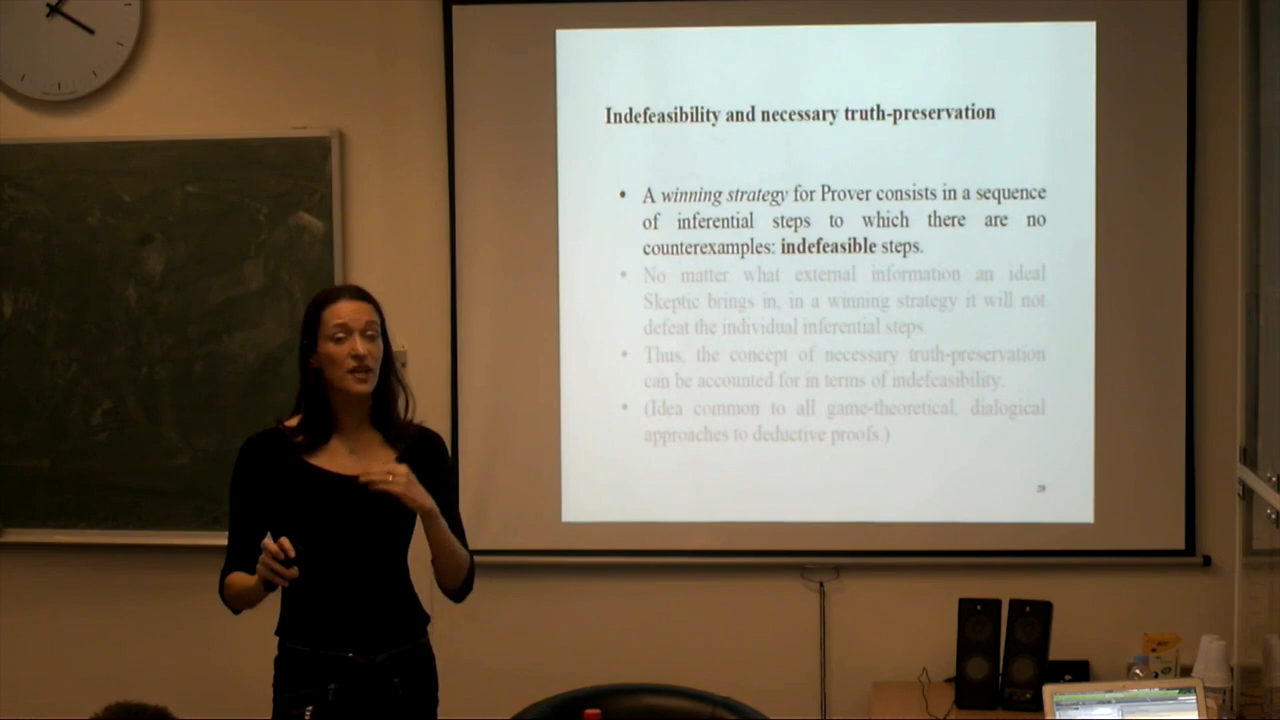 Indefeasibility and necessary truth-preservation
• A winning strategy for Prover consists in a sequence
of inferential steps to which there are no
counterexamples: indefeasible steps.
• No matter what external information an ideal
Skeptic brings in, in a winning strategy it will not
defeat the individual inferential steps.
• Thus, the concept of necessary truth-preservation
can be accounted for in terms of indefeasibility.
• (Idea common to all game-theoretical, dialogical
approaches to deductive proofs.)